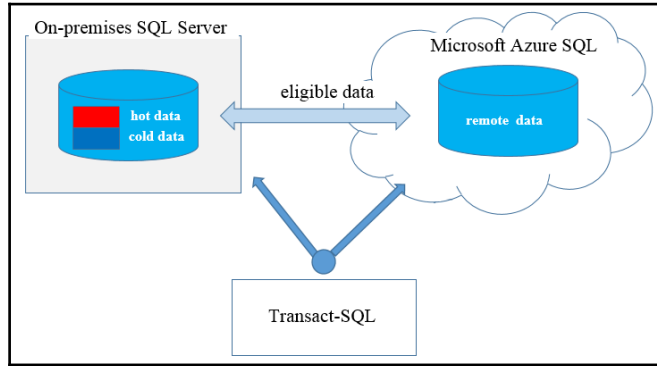 On-premises SQL Server
Microsoft Azure SQL
eligible data
hot data
cold data
remote data
Transact-SQL